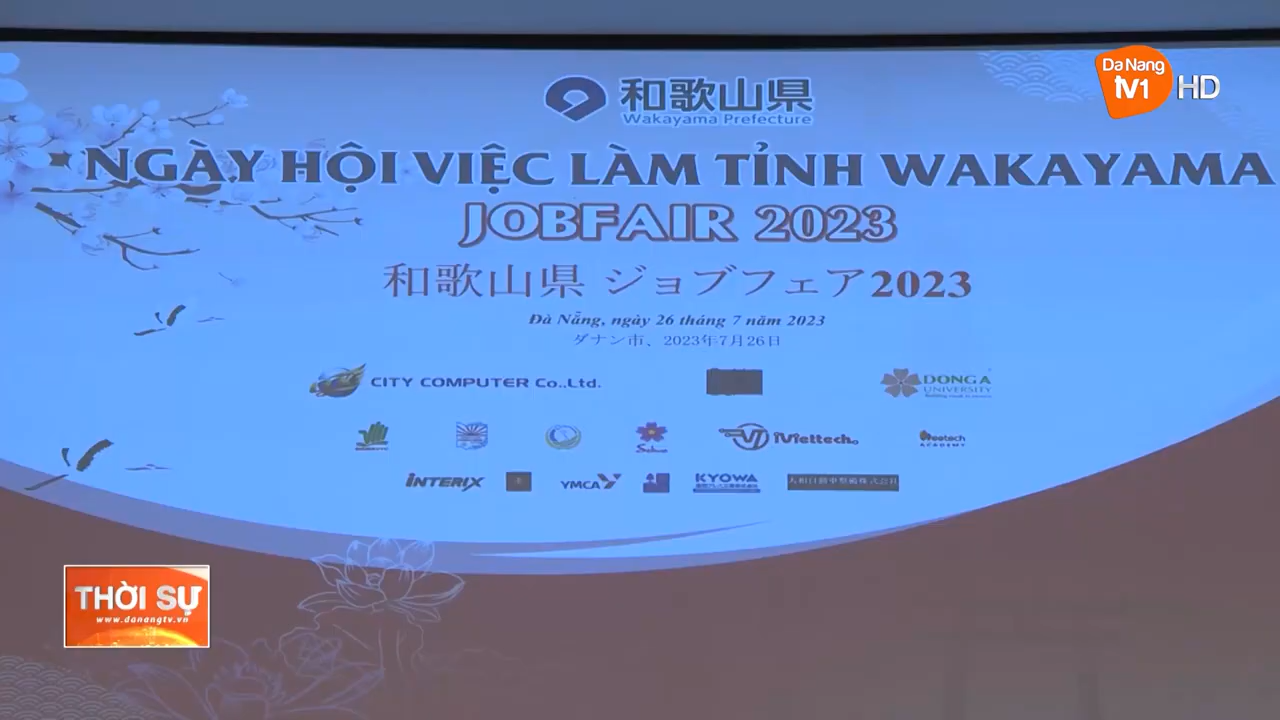 Da Nang
TV1 HD
和歌山県
Wakayama Prefecture
NGÀY HỘI VIỆC LÀM TỈNH WAKAYAMA
JOBFAIR 2023
和歌山県 ジョブフェア2023
Đà Nẵng, ngày 26 tháng 7 năm 2023
ダナン市、2023年7月26日
CITY COMPUTER Co.,Ltd.
DONG A
UNIVERSITY
iViettech.
ACADEMY
INTERIX
YMCA
KYOWA
THỜI SỰ
www.danangtv.vn